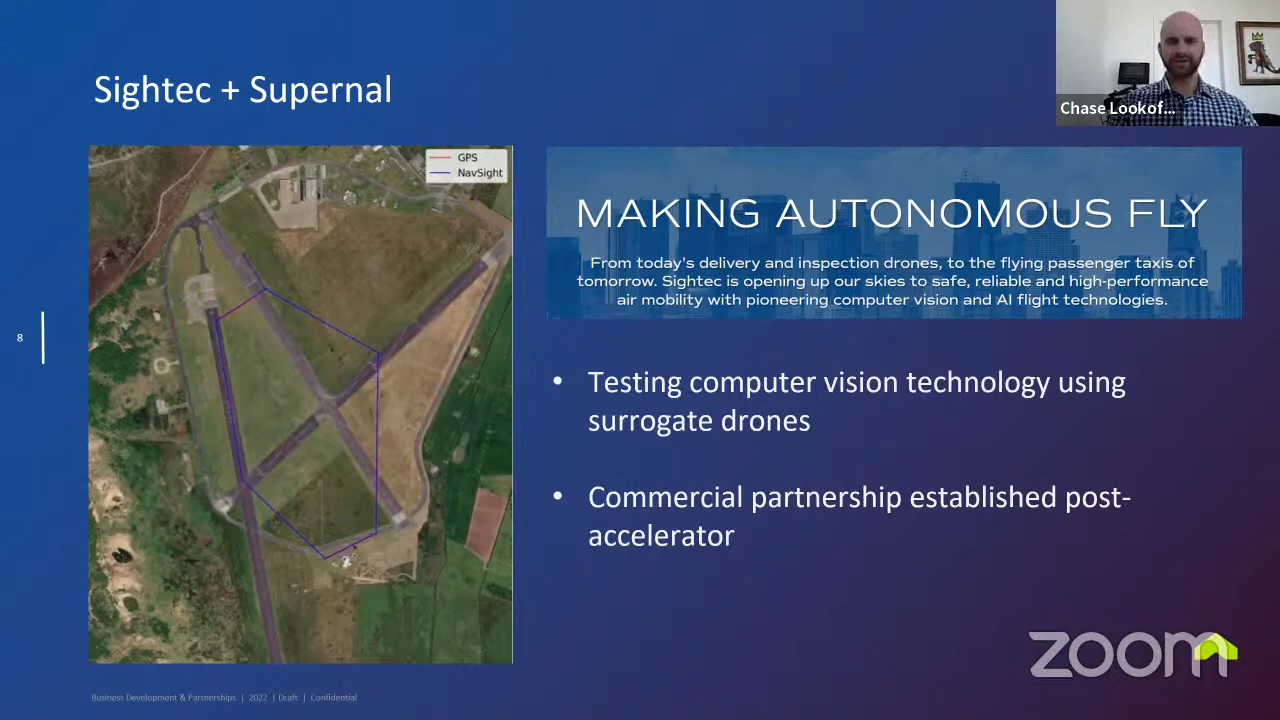 Sightec + Supernal
Chase Lookof...
GPS
NavSight
MAKING AUTONOMOUS FLY
From today's delivery and inspection drones, to the flying passenger taxis of
tomorrow. Sightec is opening up our skies to safe, reliable and high-performance
air mobility with pioneering computer vision and AI flight technologies.
8
• Testing computer vision technology using
surrogate drones
• Commercial partnership established post-
accelerator
zoom
Business Development & Partnerships | 2022 | Draft | Confidential